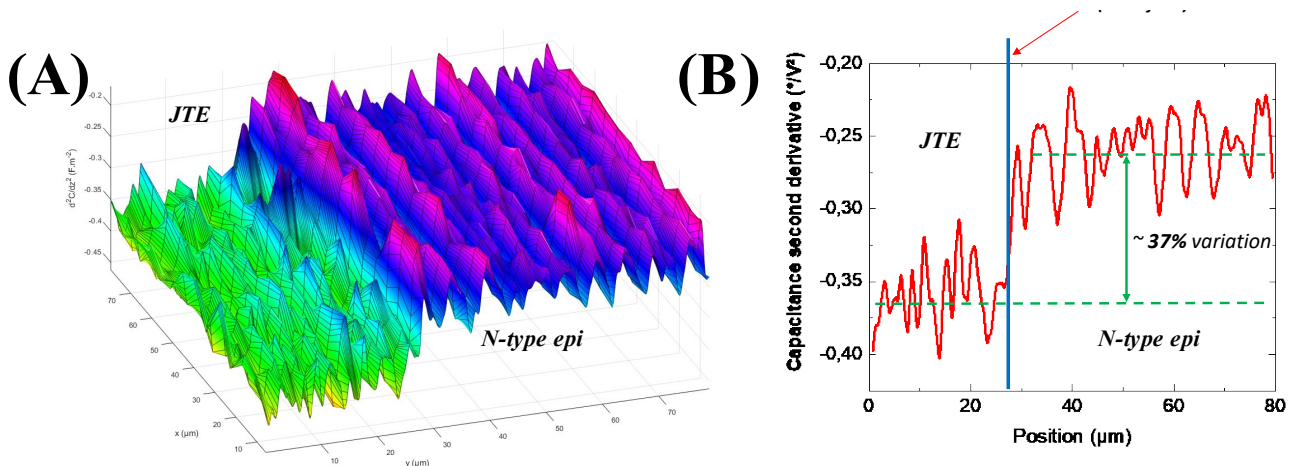 (A)
JTE
-0.2
-0.25
-0.3
-0.35
-0.4
-0.45
d²C/dz² (F.m⁻²)
70
60
50
40
30
20
10
x (µm)
10
20
30
40
50
60
70
y (µm)
N-type epi
(B)
-0,20
-0,25
-0,30
-0,35
-0,40
Capacitance second derivative (°/V²)
JTE
~ 37% variation
N-type epi
0
20
40
60
80
Position (µm)